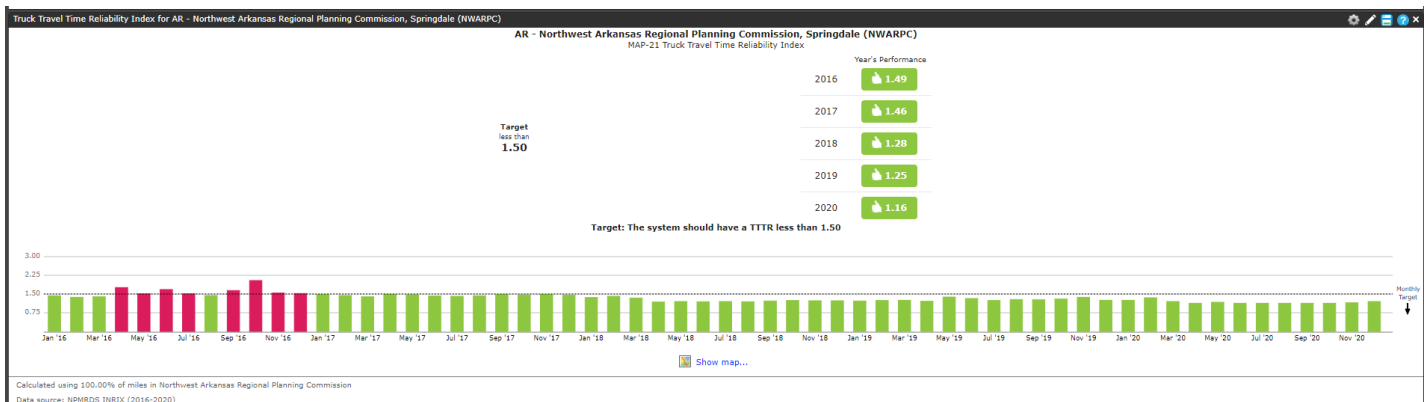 Truck Travel Time Reliability Index for AR - Northwest Arkansas Regional Planning Commission, Springdale (NWARPC)
AR - Northwest Arkansas Regional Planning Commission, Springdale (NWARPC)
MAP-21 Truck Travel Time Reliability Index
Year's Performance
2016 1.49
2017 1.46
Target
less than
1.50
2018 1.28
2019 1.25
2020 1.16
Target: The system should have a TTTR less than 1.50
3.00
2.25
1.50
0.75
Monthly
Target
Jan '16 Mar '16 May '16 Jul '16 Sep '16 Nov '16 Jan '17 Mar '17 May '17 Jul '17 Sep '17 Nov '17 Jan '18 Mar '18 May '18 Jul '18 Sep '18 Nov '18 Jan '19 Mar '19 May '19 Jul '19 Sep '19 Nov '19 Jan '20 Mar '20 May '20 Jul '20 Sep '20 Nov '20
Show map...
Calculated using 100.00% of miles in Northwest Arkansas Regional Planning Commission
Data source: NPMRDS INRIX (2016-2020)